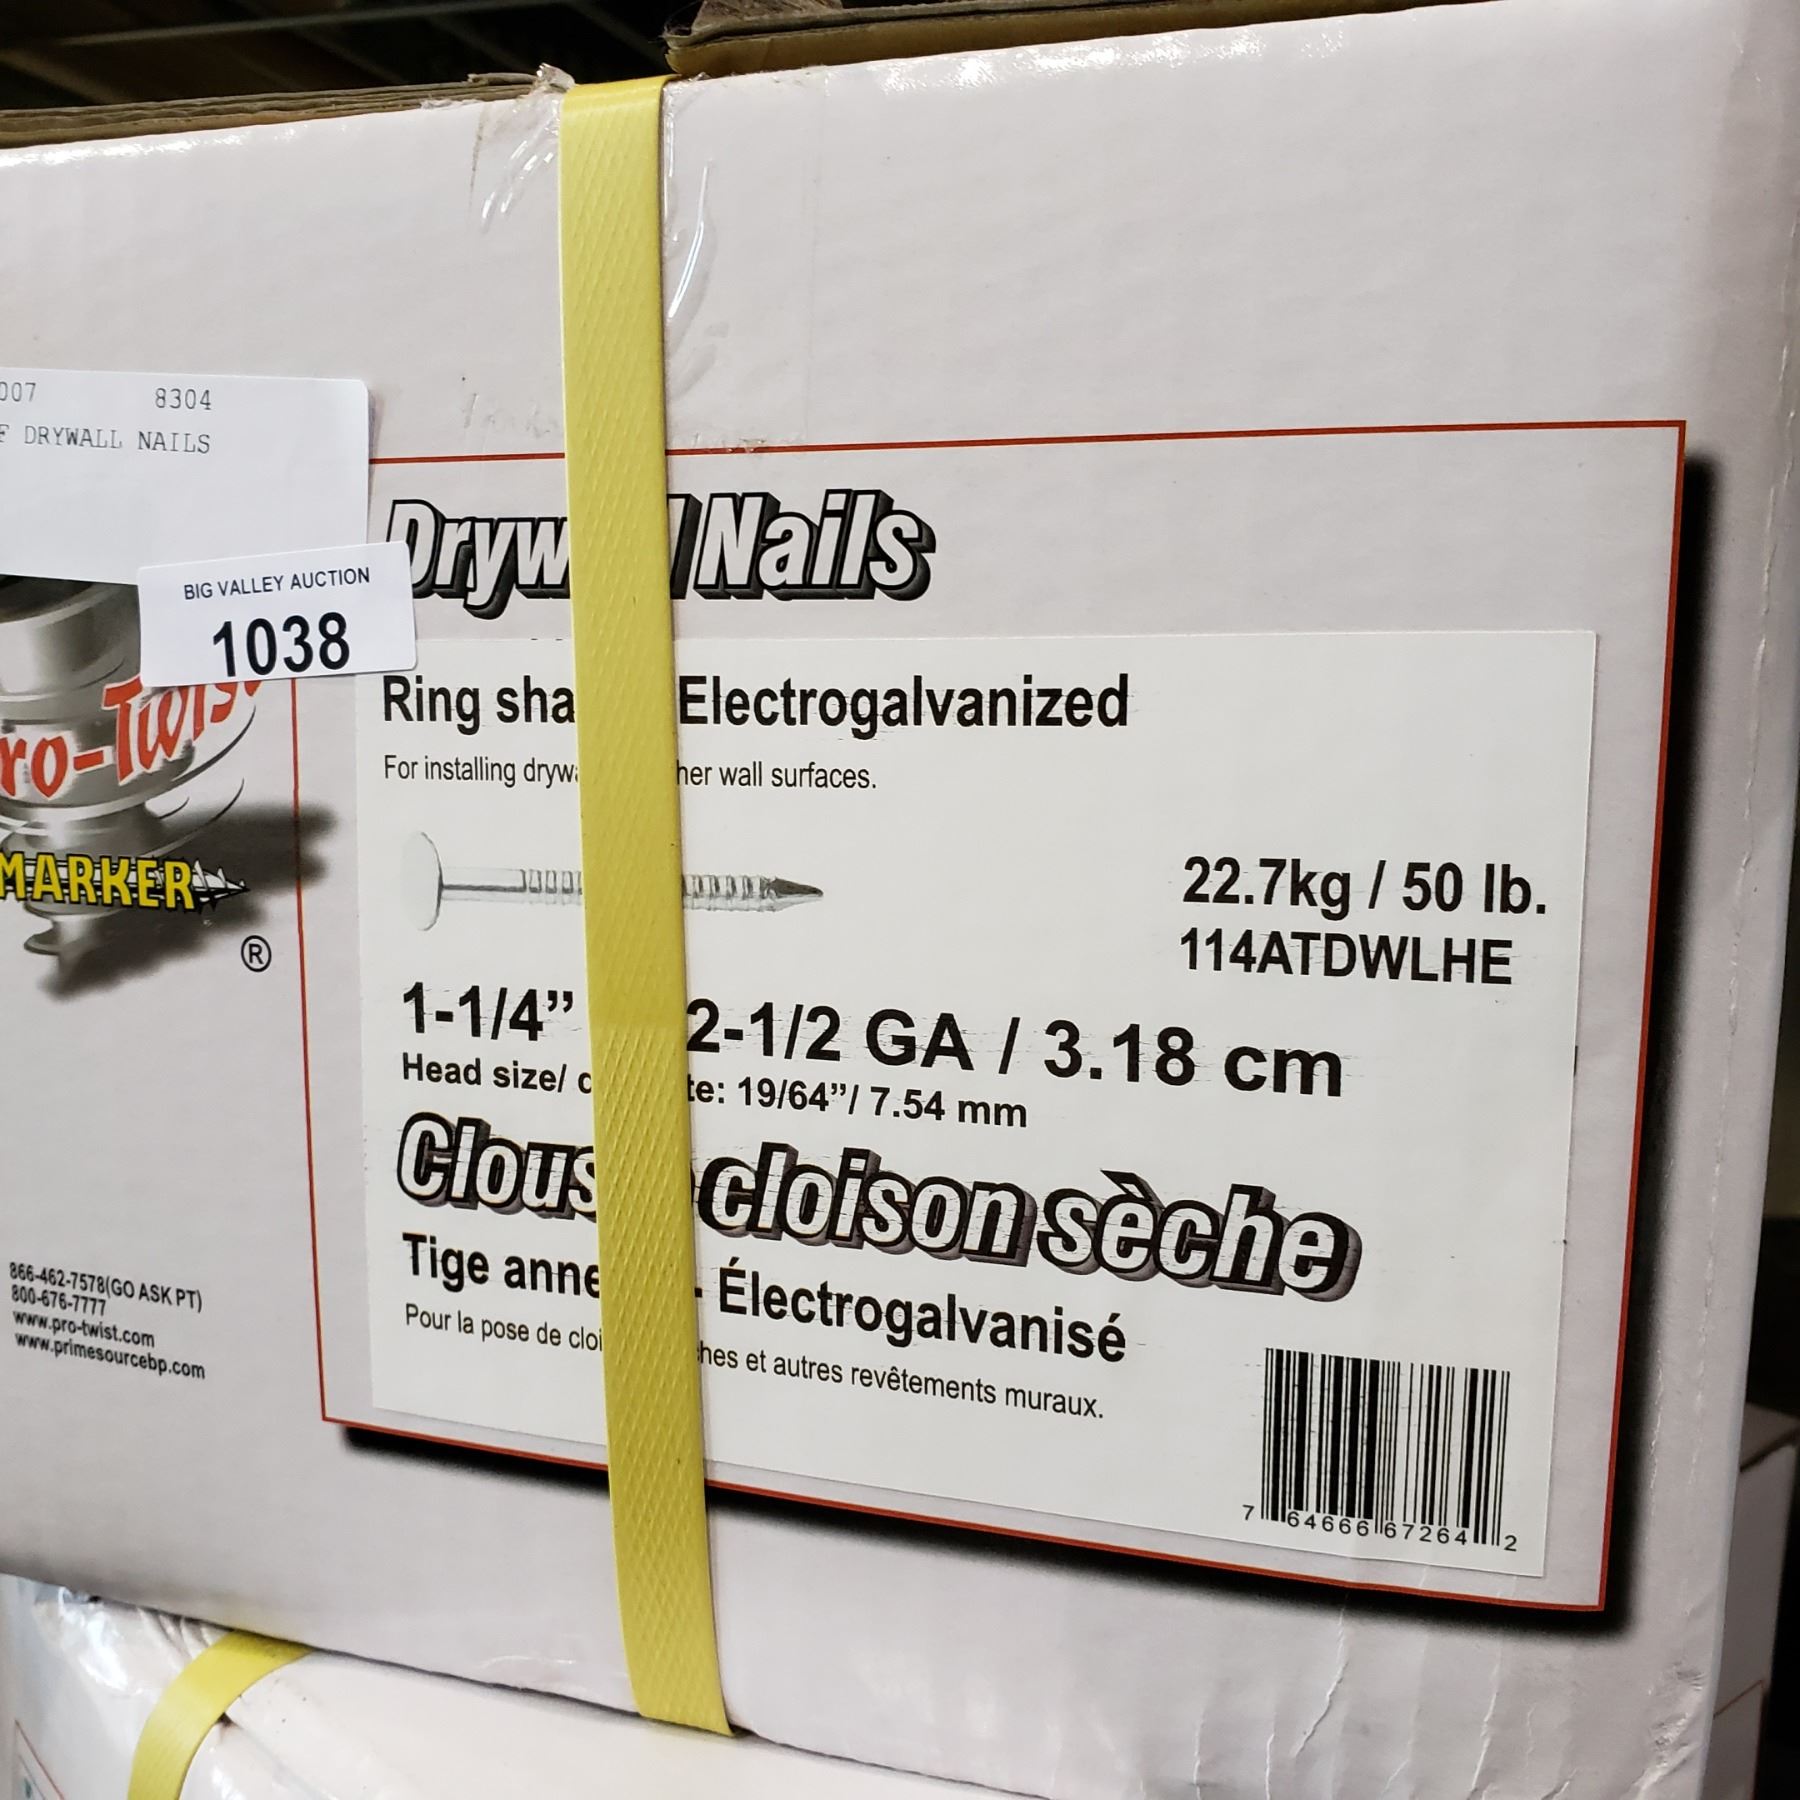 007 8304
F DRYWALL NAILS
BIG VALLEY AUCTION
1038
ro-Twist
MARKER
®
866-462-7578(GO ASK PT)
800-676-7777
www.pro-twist.com
www.primesourcebp.com
Dryw l Nails
Ring sha Electrogalvanized
For installing drywa her wall surfaces.
22.7kg / 50 lb.
114ATDWLHE
1-1/4” 2-1/2 GA / 3.18 cm
Head size/ c te: 19/64”/ 7.54 mm
Clous cloison sèche
Tige anne - Électrogalvanisé
Pour la pose de cloi ches et autres revêtements muraux.
7 64666 67264 2